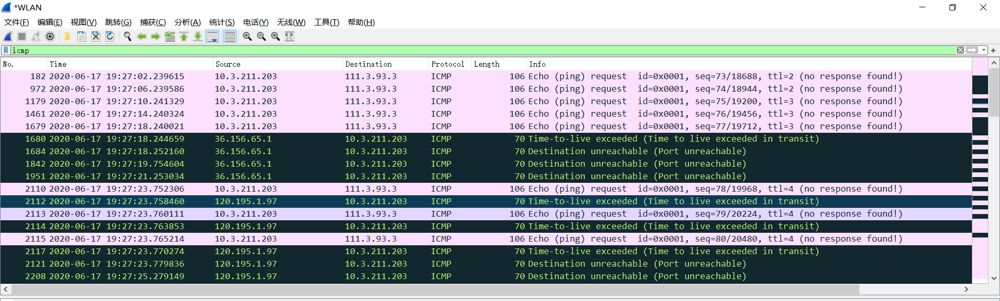 *WLAN
文件(F) 编辑(E) 视图(V) 跳转(G) 捕获(C) 分析(A) 统计(S) 电话(Y) 无线(W) 工具(T) 帮助(H)
icmp
No. Time Source Destination Protocol Length Info
182 2020-06-17 19:27:02.239615 10.3.211.203 111.3.93.3 ICMP 106 Echo (ping) request id=0x0001, seq=73/18688, ttl=2 (no response found!)
972 2020-06-17 19:27:06.239586 10.3.211.203 111.3.93.3 ICMP 106 Echo (ping) request id=0x0001, seq=74/18944, ttl=2 (no response found!)
1179 2020-06-17 19:27:10.241329 10.3.211.203 111.3.93.3 ICMP 106 Echo (ping) request id=0x0001, seq=75/19200, ttl=3 (no response found!)
1461 2020-06-17 19:27:14.240324 10.3.211.203 111.3.93.3 ICMP 106 Echo (ping) request id=0x0001, seq=76/19456, ttl=3 (no response found!)
1679 2020-06-17 19:27:18.240021 10.3.211.203 111.3.93.3 ICMP 106 Echo (ping) request id=0x0001, seq=77/19712, ttl=3 (no response found!)
1680 2020-06-17 19:27:18.244659 36.156.65.1 10.3.211.203 ICMP 70 Time-to-live exceeded (Time to live exceeded in transit)
1684 2020-06-17 19:27:18.252160 36.156.65.1 10.3.211.203 ICMP 70 Destination unreachable (Port unreachable)
1842 2020-06-17 19:27:19.754604 36.156.65.1 10.3.211.203 ICMP 70 Destination unreachable (Port unreachable)
1951 2020-06-17 19:27:21.253034 36.156.65.1 10.3.211.203 ICMP 70 Destination unreachable (Port unreachable)
2110 2020-06-17 19:27:23.752306 10.3.211.203 111.3.93.3 ICMP 106 Echo (ping) request id=0x0001, seq=78/19968, ttl=4 (no response found!)
2112 2020-06-17 19:27:23.758460 120.195.1.97 10.3.211.203 ICMP 70 Time-to-live exceeded (Time to live exceeded in transit)
2113 2020-06-17 19:27:23.760111 10.3.211.203 111.3.93.3 ICMP 106 Echo (ping) request id=0x0001, seq=79/20224, ttl=4 (no response found!)
2114 2020-06-17 19:27:23.763853 120.195.1.97 10.3.211.203 ICMP 70 Time-to-live exceeded (Time to live exceeded in transit)
2115 2020-06-17 19:27:23.765214 10.3.211.203 111.3.93.3 ICMP 106 Echo (ping) request id=0x0001, seq=80/20480, ttl=4 (no response found!)
2117 2020-06-17 19:27:23.770274 120.195.1.97 10.3.211.203 ICMP 70 Time-to-live exceeded (Time to live exceeded in transit)
2121 2020-06-17 19:27:23.779836 120.195.1.97 10.3.211.203 ICMP 70 Destination unreachable (Port unreachable)
2208 2020-06-17 19:27:25.279149 120.195.1.97 10.3.211.203 ICMP 70 Destination unreachable (Port unreachable)